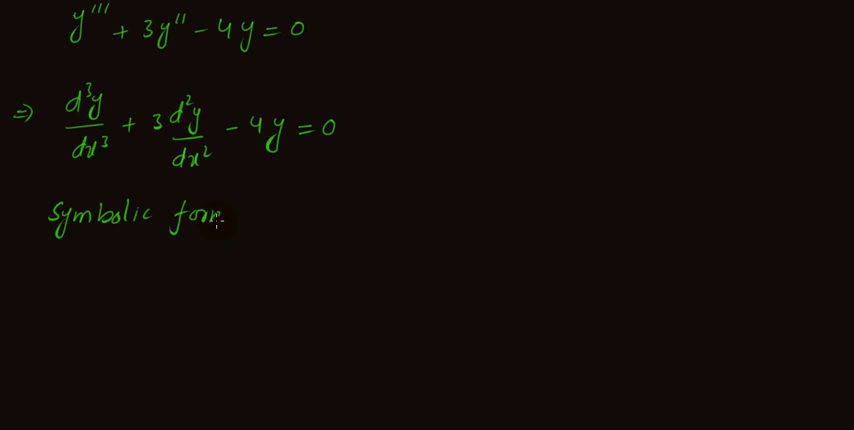 y''' + 3y'' - 4y = 0
⇒ d³y/dx³ + 3 d²y/dx² - 4y = 0
Symbolic form